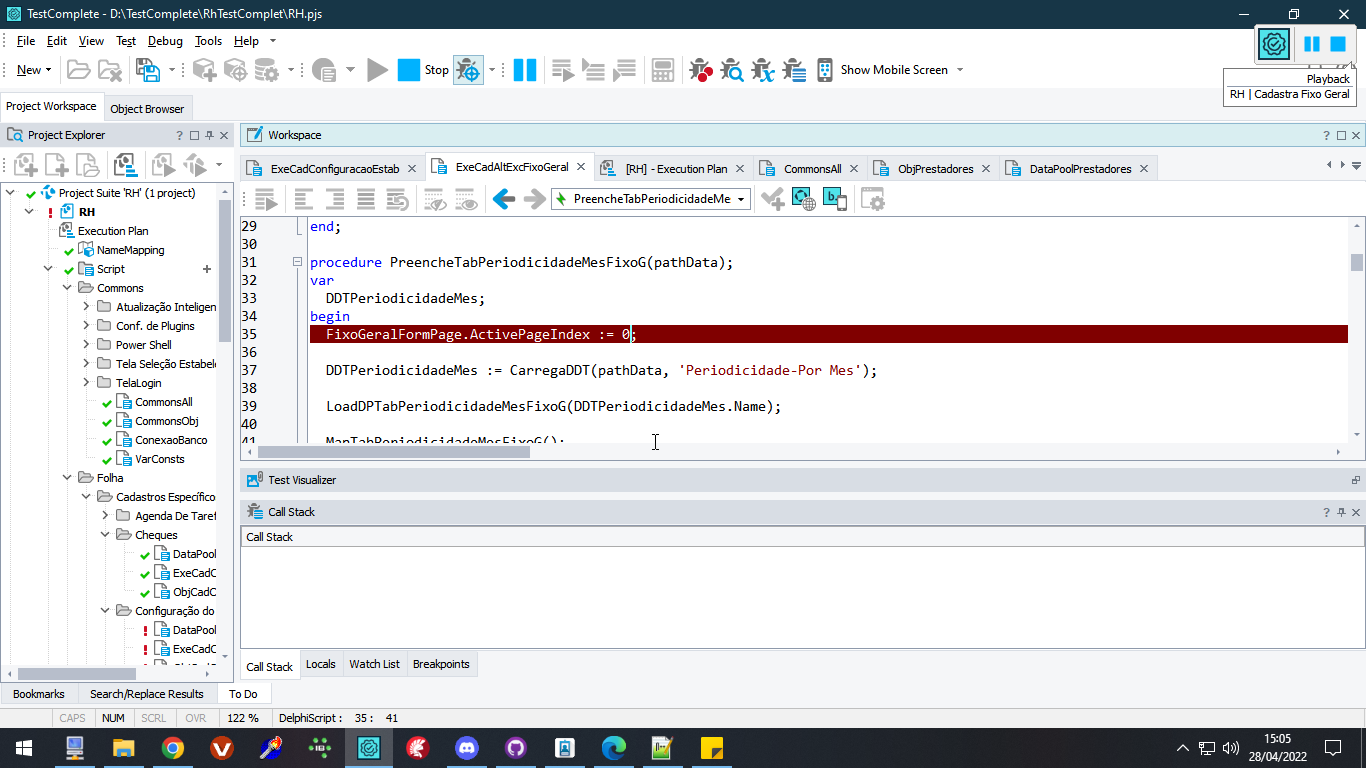 TestComplete - D:\TestComplete\RhTestComplet\RH.pjs
File Edit View Test Debug Tools Help
New
Stop
Show Mobile Screen
Playback
RH | Cadastra Fixo Geral
Project Workspace
Object Browser
Project Explorer
Workspace
ExeCadConfiguracaoEstab
ExeCadAltExcFixoGeral
[RH] - Execution Plan
CommonsAll
ObjPrestadores
DataPoolPrestadores
PreencheTabPeriodicidadeMe
Project Suite 'RH' (1 project)
RH
Execution Plan
NameMapping
Script
Commons
Atualização Inteligen
Conf. de Plugins
Power Shell
Tela Seleção Estabel
TelaLogin
CommonsAll
CommonsObj
ConexaoBanco
VarConsts
Folha
Cadastros Específico
Agenda De Taref
Cheques
DataPool
ExeCadC
ObjCadC
Configuração do
DataPool
ExeCadC
29 end;
30
31 procedure PreencheTabPeriodicidadeMesFixoG(pathData);
32 var
33 DDTPeriodicidadeMes;
34 begin
35 FixoGeralFormPage.ActivePageIndex := 0;
36
37 DDTPeriodicidadeMes := CarregaDDT(pathData, 'Periodicidade-Por Mes');
38
39 LoadDPTabPeriodicidadeMesFixoG(DDTPeriodicidadeMes.Name);
40
41 MapTabPeriodicidadeMesFixoG();
Test Visualizer
Call Stack
Call Stack
Call Stack Locals Watch List Breakpoints
Bookmarks Search/Replace Results To Do
CAPS NUM SCRL OVR 122 % DelphiScript : 35 : 41
15:05
28/04/2022